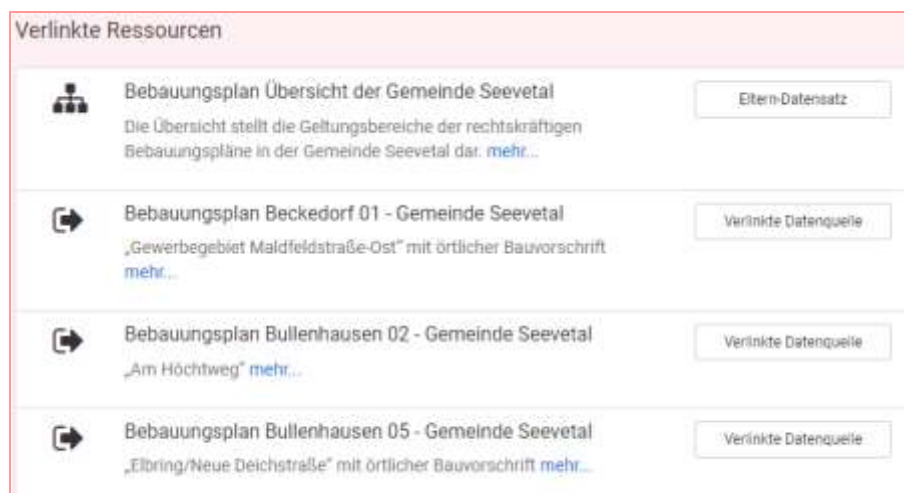 Verlinkte Ressourcen
Bebauungsplan Übersicht der Gemeinde Seevetal
Eltern-Datensatz
Die Übersicht stellt die Geltungsbereiche der rechtskräftigen
Bebauungspläne in der Gemeinde Seevetal dar. mehr...
Bebauungsplan Beckedorf 01 - Gemeinde Seevetal
Verlinkte Datenquelle
„Gewerbegebiet Maldfeldstraße-Ost" mit örtlicher Bauvorschrift
mehr...
Bebauungsplan Bullenhausen 02 - Gemeinde Seevetal
Verlinkte Datenquelle
„Am Höchtweg" mehr...
Bebauungsplan Bullenhausen 05 - Gemeinde Seevetal
Verlinkte Datenquelle
„Elbring/Neue Deichstraße" mit örtlicher Bauvorschrift mehr...